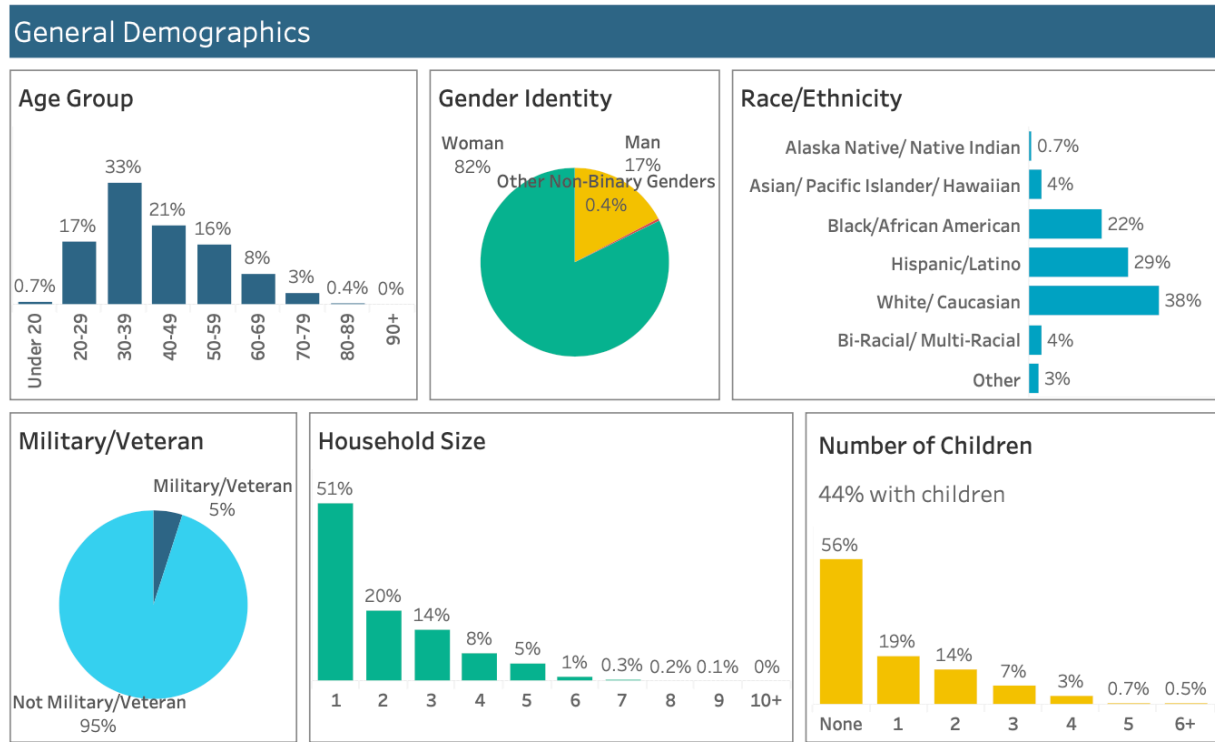 General Demographics
Age Group
0.7%
17%
33%
21%
16%
8%
3%
0.4%
0%
Under 20
20-29
30-39
40-49
50-59
60-69
70-79
80-89
90+
Gender Identity
Woman
82%
Man
17%
Other Non-Binary Genders
0.4%
Race/Ethnicity
Alaska Native/ Native Indian 0.7%
Asian/ Pacific Islander/ Hawaiian 4%
Black/African American 22%
Hispanic/Latino 29%
White/ Caucasian 38%
Bi-Racial/ Multi-Racial 4%
Other 3%
Military/Veteran
Military/Veteran
5%
Not Military/Veteran
95%
Household Size
51%
20%
14%
8%
5%
1%
0.3%
0.2%
0.1%
0%
1 2 3 4 5 6 7 8 9 10+
Number of Children
44% with children
56%
19%
14%
7%
3%
0.7%
0.5%
None 1 2 3 4 5 6+